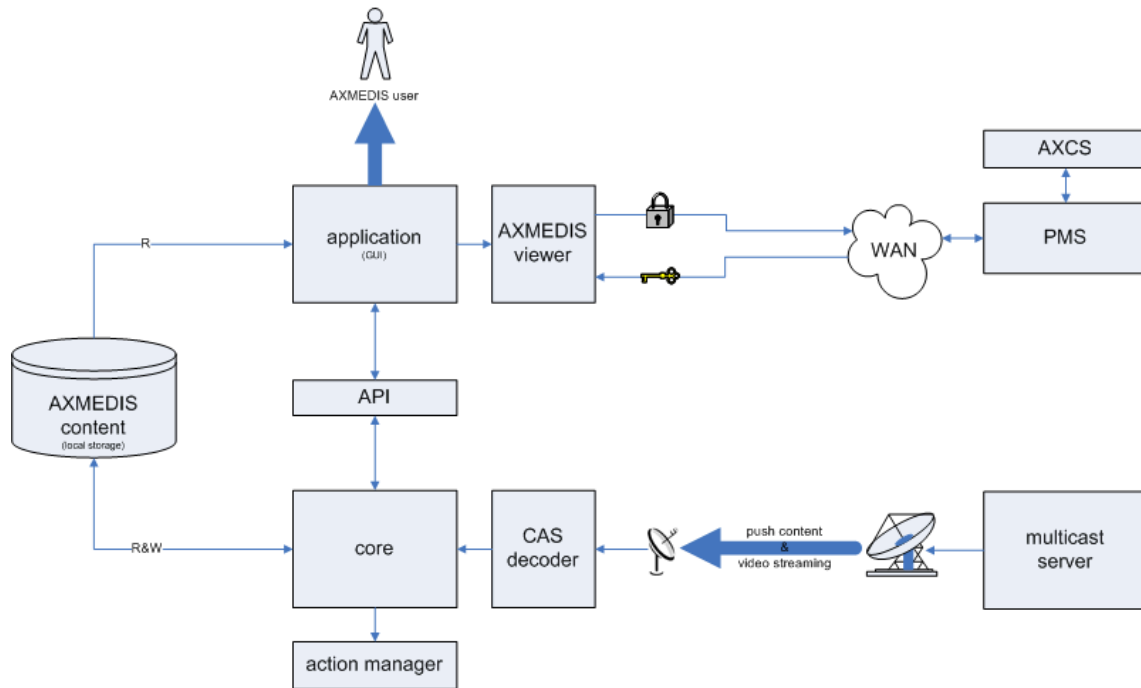 AXMEDIS user
AXCS
application
(GUI)
AXMEDIS
viewer
WAN
PMS
R
API
AXMEDIS
content
(local storage)
R&W
core
CAS
decoder
push content
&
video streaming
multicast
server
action manager